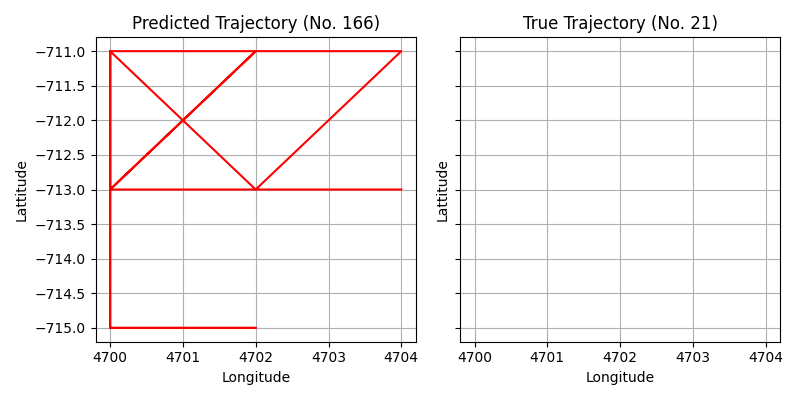 Predicted Trajectory (No. 166)
True Trajectory (No. 21)
−711.0
−711.5
−712.0
−712.5
−713.0
−713.5
−714.0
−714.5
−715.0
Lattitude
Lattitude
4700 4701 4702 4703 4704
4700 4701 4702 4703 4704
Longitude
Longitude